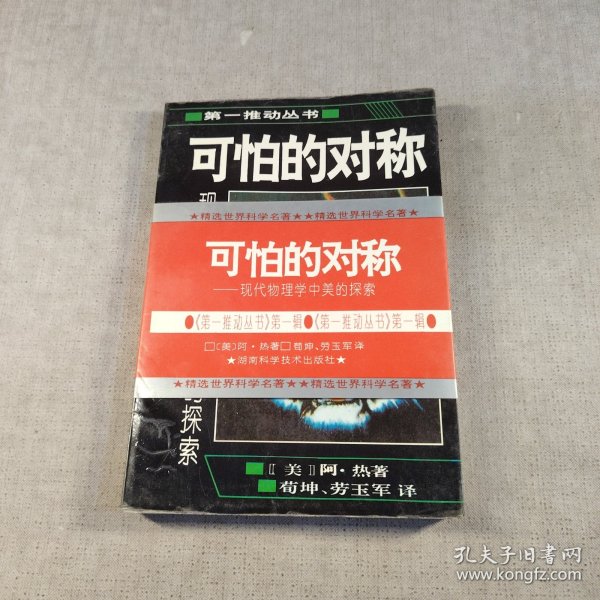 第一推动丛书
可怕的对称
现
★精选世界科学名著★★精选世界科学名著★
可怕的对称
——现代物理学中美的探索
●《第一推动丛书》第一辑●《第一推动丛书》第一辑●
□〔美〕阿·热著□荀坤、劳玉军译
★湖南科学技术出版社★
★精选世界科学名著★★精选世界科学名著★
的探索
〔美〕阿·热著
荀坤、劳玉军 译
孔夫子旧书网
www.kongfz.com